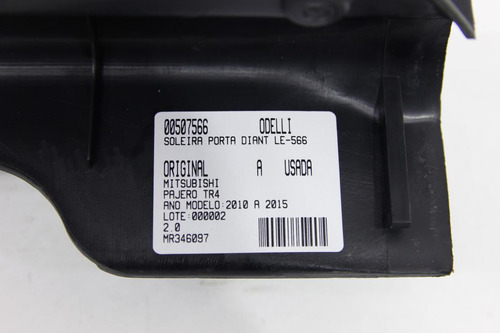 00507566 ODELLI
SOLEIRA PORTA DIANT LE-566
ORIGINAL A USADA
MITSUBISHI
PAJERO TR4
ANO MODELO:2010 A 2015
LOTE:000002
2.0
MR346097